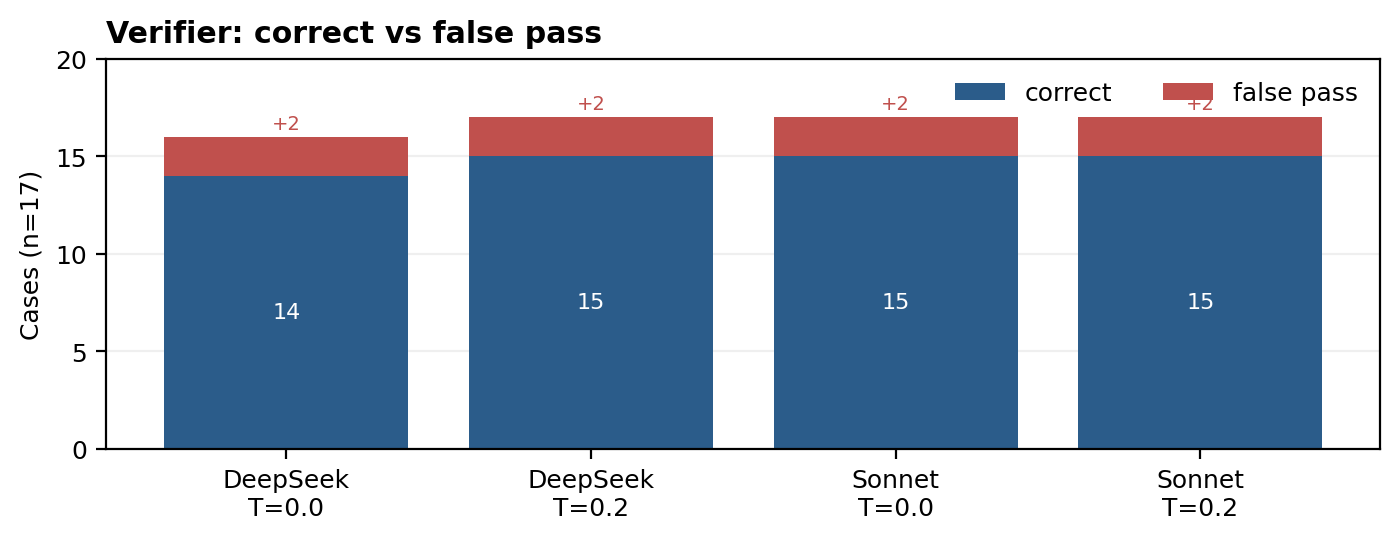 Verifier: correct vs false pass
correct
false pass
20
15
10
5
0
Cases (n=17)
+2
+2
+2
+2
14
15
15
15
DeepSeek
T=0.0
DeepSeek
T=0.2
Sonnet
T=0.0
Sonnet
T=0.2